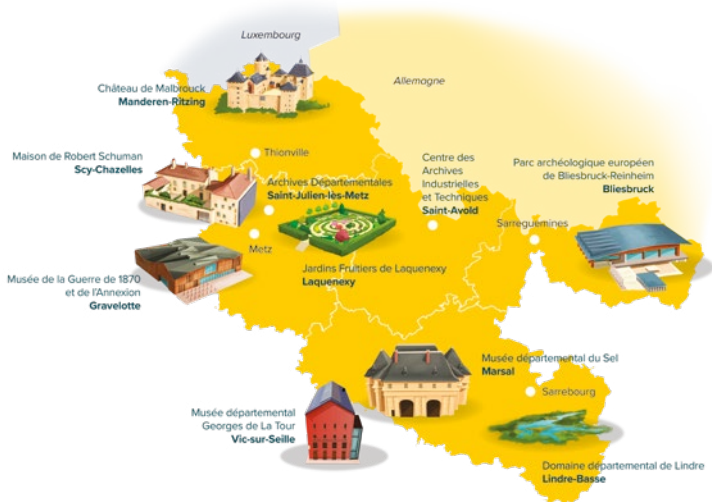 Luxembourg
Allemagne
Château de Malbrouck
Manderen-Ritzing
Thionville
Maison de Robert Schuman
Scy-Chazelles
Archives Départementales
Saint-Julien-lès-Metz
Centre des
Archives
Industrielles
et Techniques
Saint-Avold
Parc archéologique européen
de Bliesbruck-Reinheim
Bliesbruck
Sarreguemines
Metz
Jardins Fruitiers de Laquenexy
Laquenexy
Musée de la Guerre de 1870
et de l'Annexion
Gravelotte
Musée départemental du Sel
Marsal
Sarrebourg
Musée départemental
Georges de La Tour
Vic-sur-Seille
Domaine départemental de Lindre
Lindre-Basse